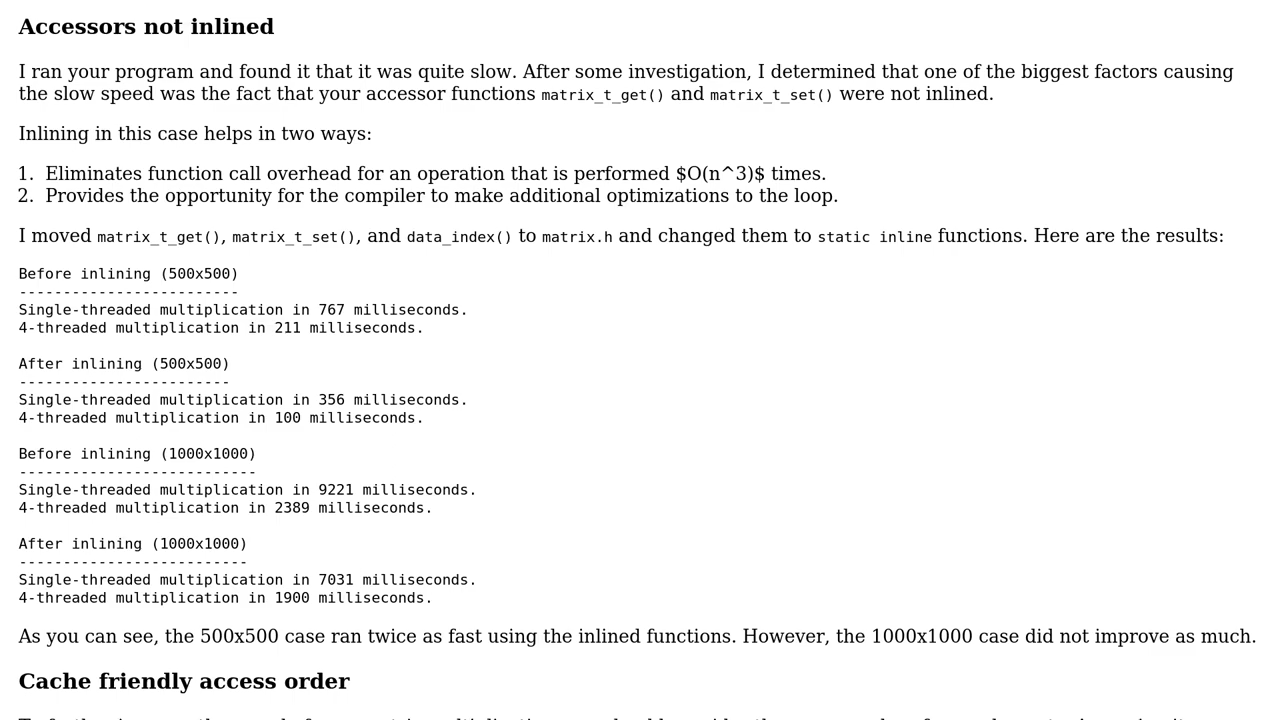 Accessors not inlined
I ran your program and found it that it was quite slow. After some investigation, I determined that one of the biggest factors causing
the slow speed was the fact that your accessor functions matrix_t_get() and matrix_t_set() were not inlined.
Inlining in this case helps in two ways:
1. Eliminates function call overhead for an operation that is performed $O(n^3)$ times.
2. Provides the opportunity for the compiler to make additional optimizations to the loop.
I moved matrix_t_get(), matrix_t_set(), and data_index() to matrix.h and changed them to static inline functions. Here are the results:
Before inlining (500x500)
-------------------------
Single-threaded multiplication in 767 milliseconds.
4-threaded multiplication in 211 milliseconds.
After inlining (500x500)
------------------------
Single-threaded multiplication in 356 milliseconds.
4-threaded multiplication in 100 milliseconds.
Before inlining (1000x1000)
---------------------------
Single-threaded multiplication in 9221 milliseconds.
4-threaded multiplication in 2389 milliseconds.
After inlining (1000x1000)
--------------------------
Single-threaded multiplication in 7031 milliseconds.
4-threaded multiplication in 1900 milliseconds.
As you can see, the 500x500 case ran twice as fast using the inlined functions. However, the 1000x1000 case did not improve as much.
Cache friendly access order